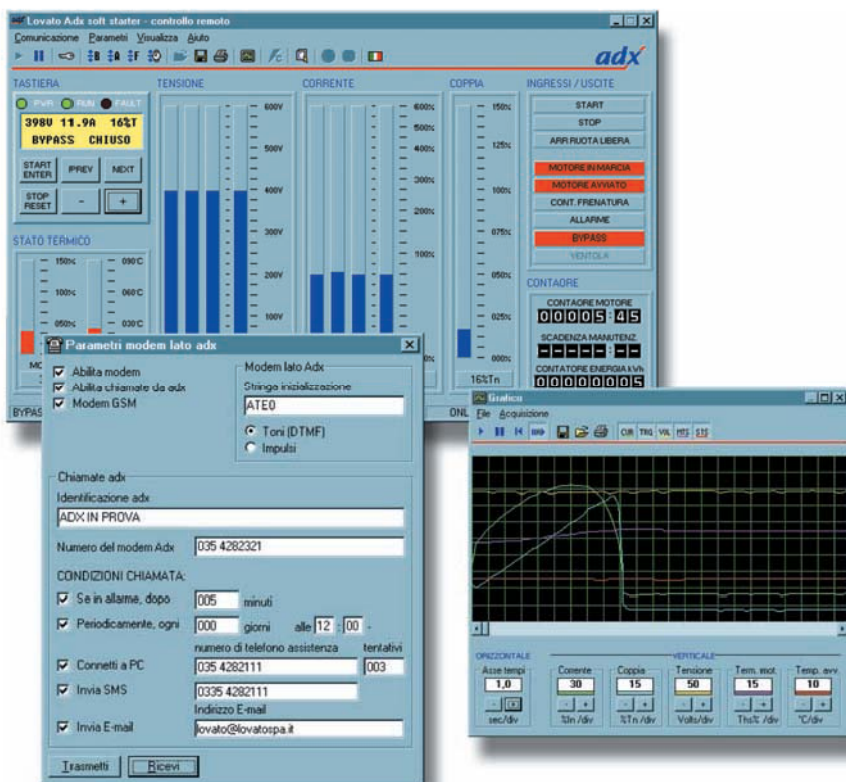 Lovato Adx soft starter - controllo remoto
Comunicazione Parametri Visualizza Aiuto
adx
TASTIERA
PWR RUN FAULT
398V 11.9A 16%T
BYPASS CHIUSO
START ENTER PREV NEXT
STOP RESET - +
STATO TERMICO
150% 090°C
100% 060°C
050% 030°C
TENSIONE
600V
500V
400V
300V
200V
CORRENTE
600%
500%
400%
300%
200%
100%
COPPIA
150%
125%
100%
075%
050%
025%
000%
16%Tn
INGRESSI / USCITE
START
STOP
ARR RUOTA LIBERA
MOTORE IN MARCIA
MOTORE AVVIATO
CONT. FRENATURA
ALLARME
BYPASS
VENTOLA
CONTAORE
CONTAORE MOTORE
00005:45
SCADENZA MANUTENZ.
-----:--
CONTATORE ENERGIA kVh
00000005
Parametri modem lato adx
Abilita modem
Abilita chiamate da adx
Modem GSM
Modem lato Adx
Stringa inizializzazione
ATE0
Toni (DTMF)
Impulsi
Chiamate adx
Identificazione adx
ADX IN PROVA
Numero del modem Adx 035 4282321
CONDIZIONI CHIAMATA:
Se in allarme, dopo 005 minuti
Periodicamente, ogni 000 giorni alle 12 : 00 -
numero di telefono assistenza tentativi
Connetti a PC 035 4282111 003
Invia SMS 0335 4282111
Indirizzo E-mail
Invia E-mail lovato@lovatospa.it
Trasmetti Ricevi
Grafico
File Acquisizione
CUR TRQ VOL MTS STS
ORIZZONTALE VERTICALE
Asse tempi Corrente Coppia Tensione Term. mot. Temp. avv.
1,0 30 15 50 15 10
sec/div %In /div %Tn /div Volts/div Ths% /div °C/div